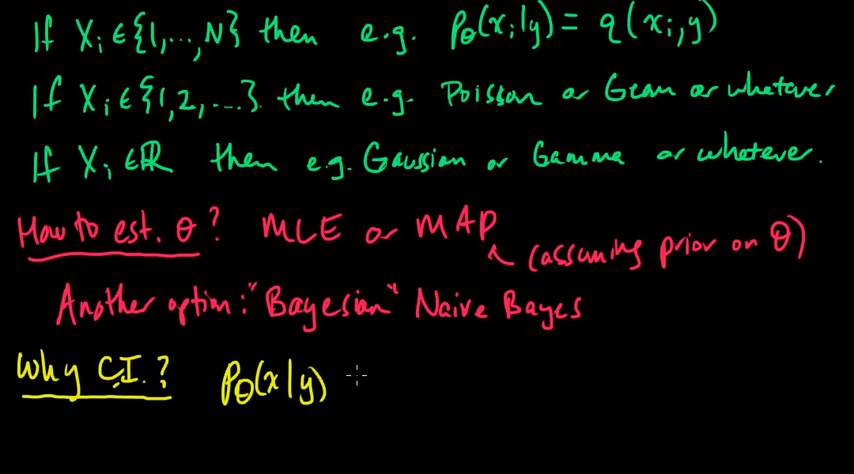 If Xᵢ ∈ {1,...,N} then e.g. Pθ(xᵢ|y) = q(xᵢ,y)
If Xᵢ ∈ {1,2,...}. then e.g. Poisson or Geom or whatever
If Xᵢ ∈ ℝ then e.g. Gaussian or Gamma or whatever.
How to est. θ? MLE or MAP
(assuming prior on θ)
Another option: "Bayesian" Naive Bayes
Why C.I.? Pθ(x|y)